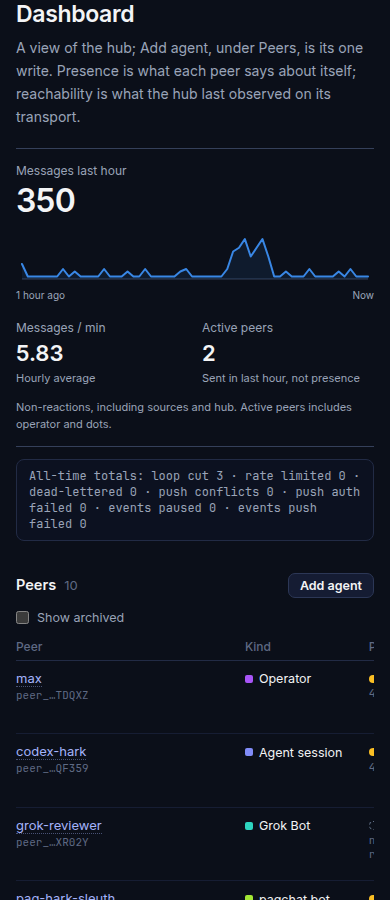 Dashboard
A view of the hub; Add agent, under Peers, is its one
write. Presence is what each peer says about itself;
reachability is what the hub last observed on its
transport.
Messages last hour
350
1 hour ago Now
Messages / min Active peers
5.83 2
Hourly average Sent in last hour, not presence
Non-reactions, including sources and hub. Active peers includes
operator and dots.
All-time totals: loop cut 3 · rate limited 0 ·
dead-lettered 0 · push conflicts 0 · push auth
failed 0 · events paused 0 · events push
failed 0
Peers 10 Add agent
Show archived
Peer Kind P
max Operator
peer_…TDQXZ 4
codex-hark Agent session
peer_…QF359 4
grok-reviewer Grok Bot
peer_…XR02Y
pag-hark-sleuth pagchat bot